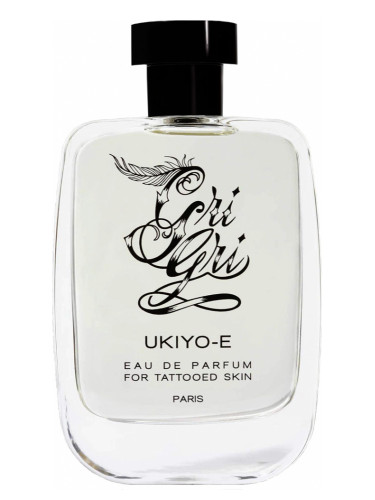 Gri
gri
UKIYO-E
EAU DE PARFUM
FOR TATTOOED SKIN
PARIS